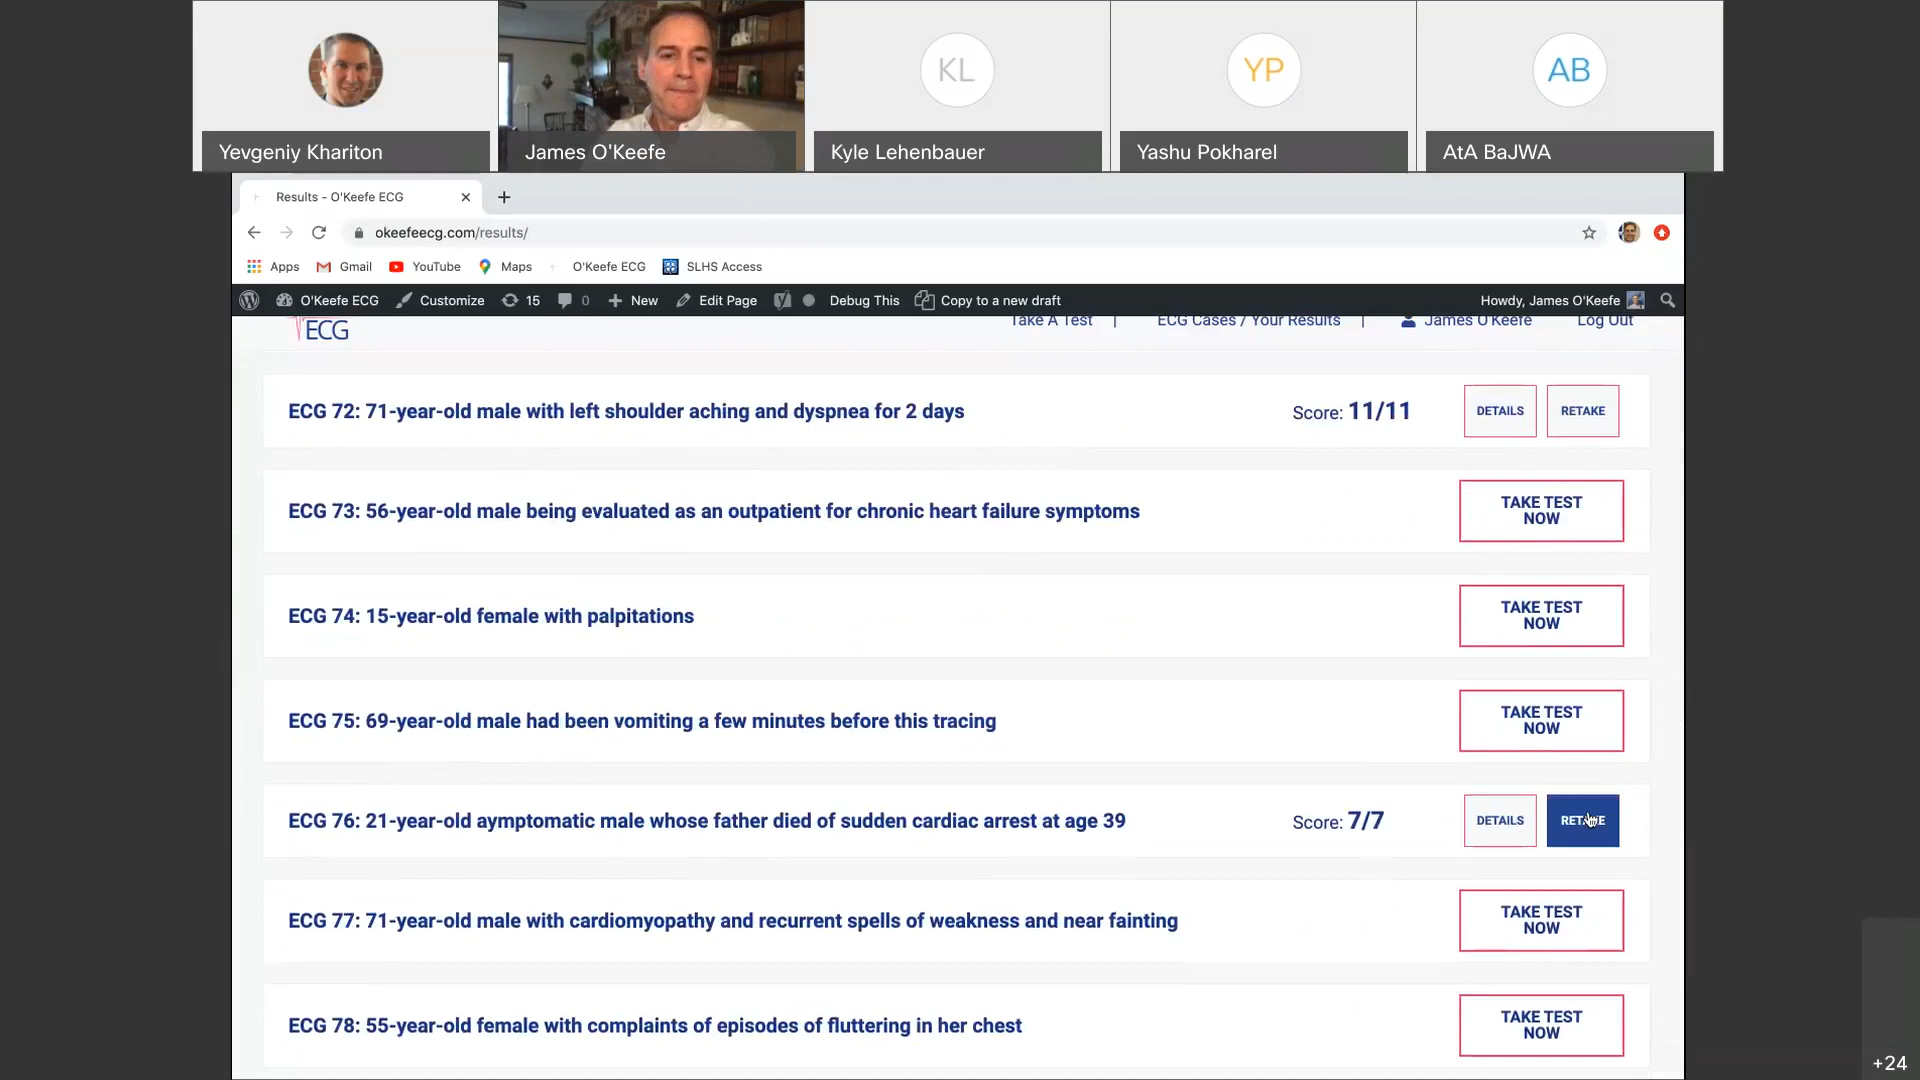 KL
YP
AB
Yevgeniy Khariton
James O'Keefe
Kyle Lehenbauer
Yashu Pokharel
AtA BaJWA
Results - O'Keefe ECG
okeefeecg.com/results/
Apps
Gmail
YouTube
Maps
O'Keefe ECG
SLHS Access
O'Keefe ECG
Customize
15
0
New
Edit Page
Debug This
Copy to a new draft
Howdy, James O'Keefe
ECG
Take A Test |
ECG Cases / Your Results |
James O'Keefe
Log Out
ECG 72: 71-year-old male with left shoulder aching and dyspnea for 2 days
Score: 11/11
DETAILS
RETAKE
ECG 73: 56-year-old male being evaluated as an outpatient for chronic heart failure symptoms
TAKE TEST
NOW
ECG 74: 15-year-old female with palpitations
TAKE TEST
NOW
ECG 75: 69-year-old male had been vomiting a few minutes before this tracing
TAKE TEST
NOW
ECG 76: 21-year-old aymptomatic male whose father died of sudden cardiac arrest at age 39
Score: 7/7
DETAILS
RETAKE
ECG 77: 71-year-old male with cardiomyopathy and recurrent spells of weakness and near fainting
TAKE TEST
NOW
ECG 78: 55-year-old female with complaints of episodes of fluttering in her chest
TAKE TEST
NOW
+24